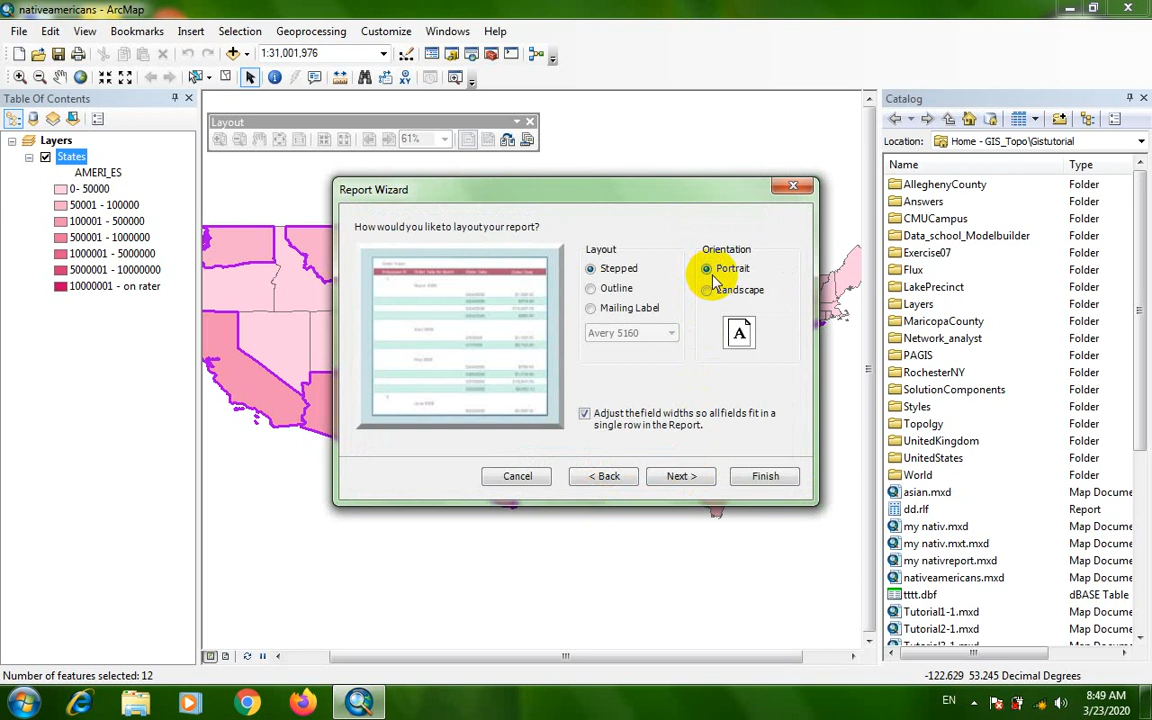 nativeamericans - ArcMap
File Edit View Bookmarks Insert Selection Geoprocessing Customize Windows Help
1:31,001,976
Table Of Contents
Layers
States
AMERI_ES
0- 50000
50001 - 100000
100001 - 500000
500001 - 1000000
1000001 - 5000000
5000001 - 10000000
10000001 - on rater
Layout
61%
Report Wizard
How would you like to layout your report?
Layout
Stepped
Outline
Mailing Label
Avery 5160
Orientation
Portrait
Landscape
A
Adjust the field widths so all fields fit in a
single row in the Report.
Cancel
< Back
Next >
Finish
Catalog
Location: Home - GIS_Topo\Gistutorial
Name Type
AlleghenyCounty Folder
Answers Folder
CMUCampus Folder
Data_school_Modelbuilder Folder
Exercise07 Folder
Flux Folder
LakePrecinct Folder
Layers Folder
MaricopaCounty Folder
Network_analyst Folder
PAGIS Folder
RochesterNY Folder
SolutionComponents Folder
Styles Folder
Topolgy Folder
UnitedKingdom Folder
UnitedStates Folder
World Folder
asian.mxd Map Docume
dd.rlf Report
my nativ.mxd Map Docume
my nativ.mxt.mxd Map Docume
my nativreport.mxd Map Docume
nativeamericans.mxd Map Docume
tttt.dbf dBASE Table
Tutorial1-1.mxd Map Docume
Tutorial2-1.mxd Map Docume
Number of features selected: 12
-122.629 53.245 Decimal Degrees
EN
8:49 AM
3/23/2020